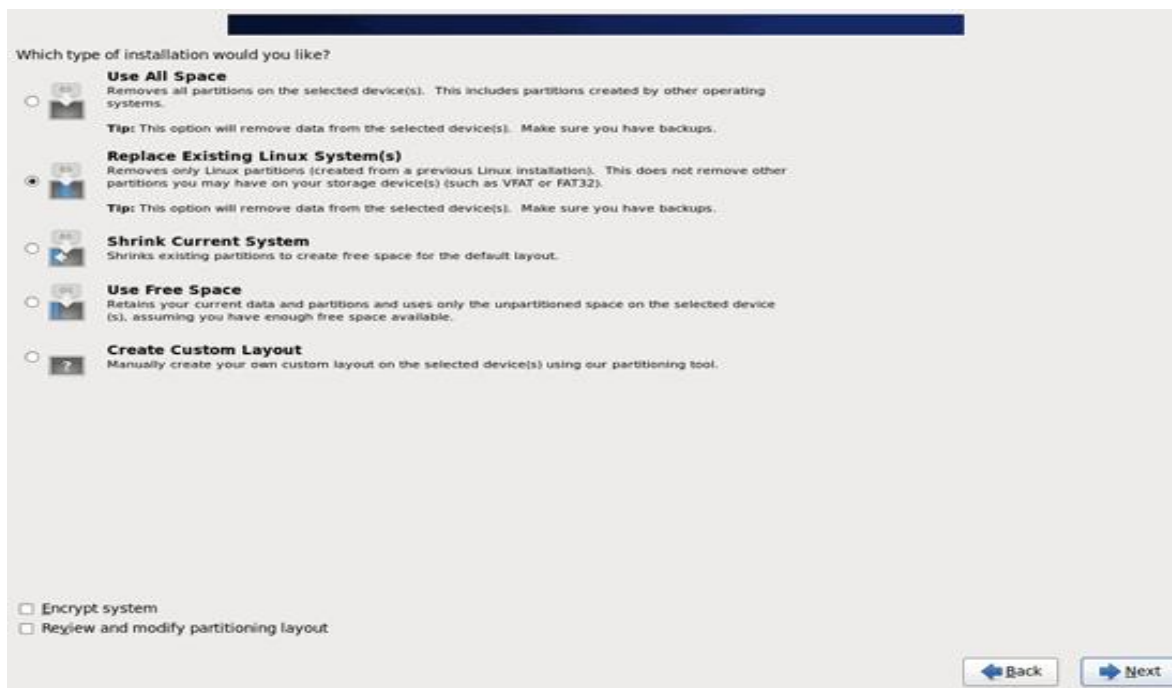 Which type of installation would you like?
Use All Space
Removes all partitions on the selected device(s).  This includes partitions created by other operating
systems.
Tip: This option will remove data from the selected device(s).  Make sure you have backups.
Replace Existing Linux System(s)
Removes only Linux partitions (created from a previous Linux installation).  This does not remove other
partitions you may have on your storage device(s) (such as VFAT or FAT32).
Tip: This option will remove data from the selected device(s).  Make sure you have backups.
Shrink Current System
Shrinks existing partitions to create free space for the default layout.
Use Free Space
Retains your current data and partitions and uses only the unpartitioned space on the selected device
(s), assuming you have enough free space available.
Create Custom Layout
?
Manually create your own custom layout on the selected device(s) using our partitioning tool.
Encrypt system
Review and modify partitioning layout
Back
Next